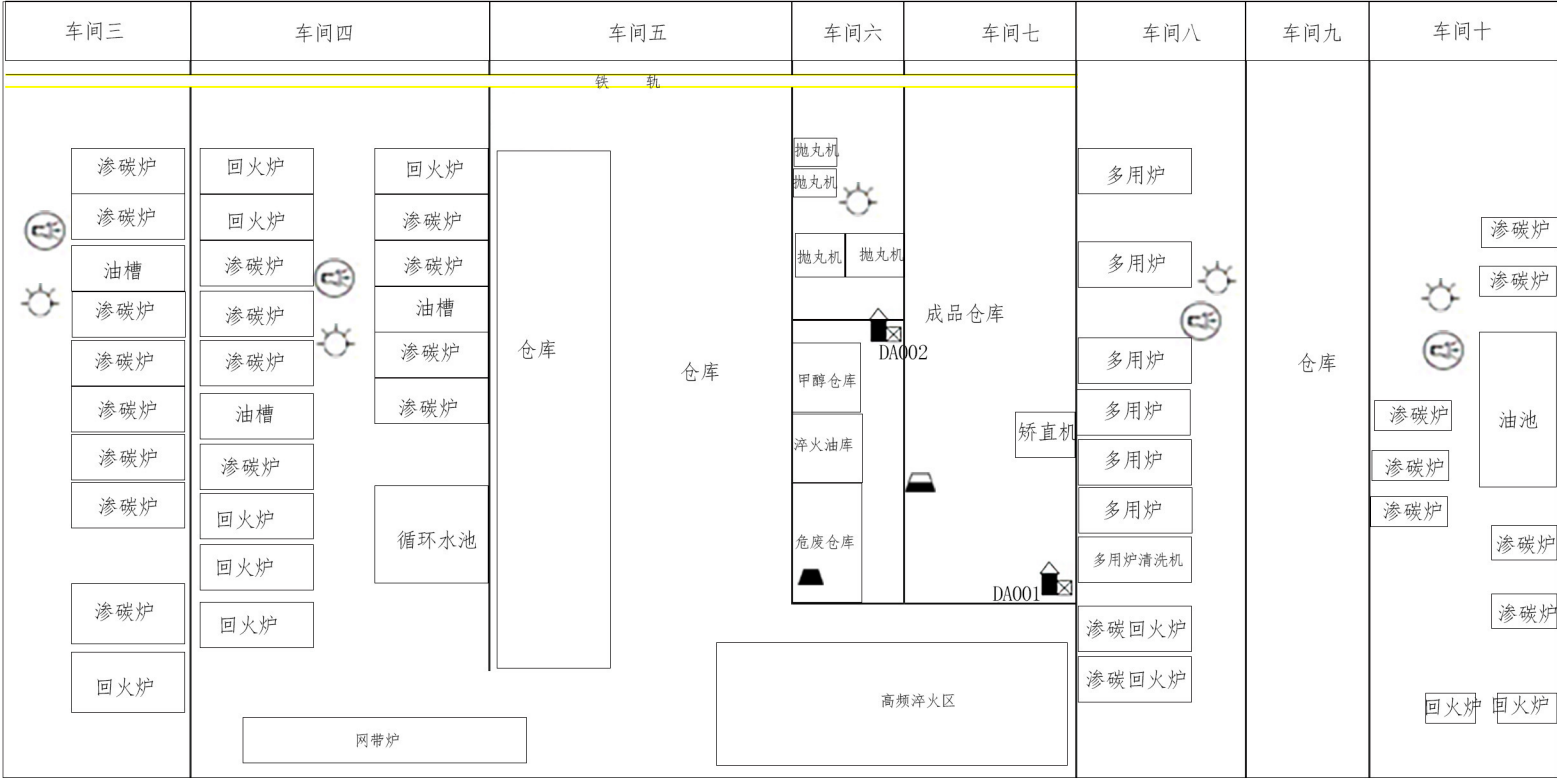 车间三
车间四
车间五
车间六
车间七
车间八
车间九
车间十
铁 轨
渗碳炉
渗碳炉
油槽
渗碳炉
渗碳炉
渗碳炉
渗碳炉
渗碳炉
渗碳炉
回火炉
回火炉
回火炉
渗碳炉
渗碳炉
渗碳炉
油槽
渗碳炉
回火炉
回火炉
回火炉
回火炉
渗碳炉
渗碳炉
油槽
渗碳炉
渗碳炉
循环水池
网带炉
仓库
仓库
抛丸机
抛丸机
抛丸机
抛丸机
DA002
甲醇仓库
淬火油库
危废仓库
成品仓库
矫直机
DA001
高频淬火区
多用炉
多用炉
多用炉
多用炉
多用炉
多用炉
多用炉清洗机
渗碳回火炉
渗碳回火炉
仓库
渗碳炉
渗碳炉
油池
渗碳炉
渗碳炉
渗碳炉
渗碳炉
渗碳炉
回火炉
回火炉